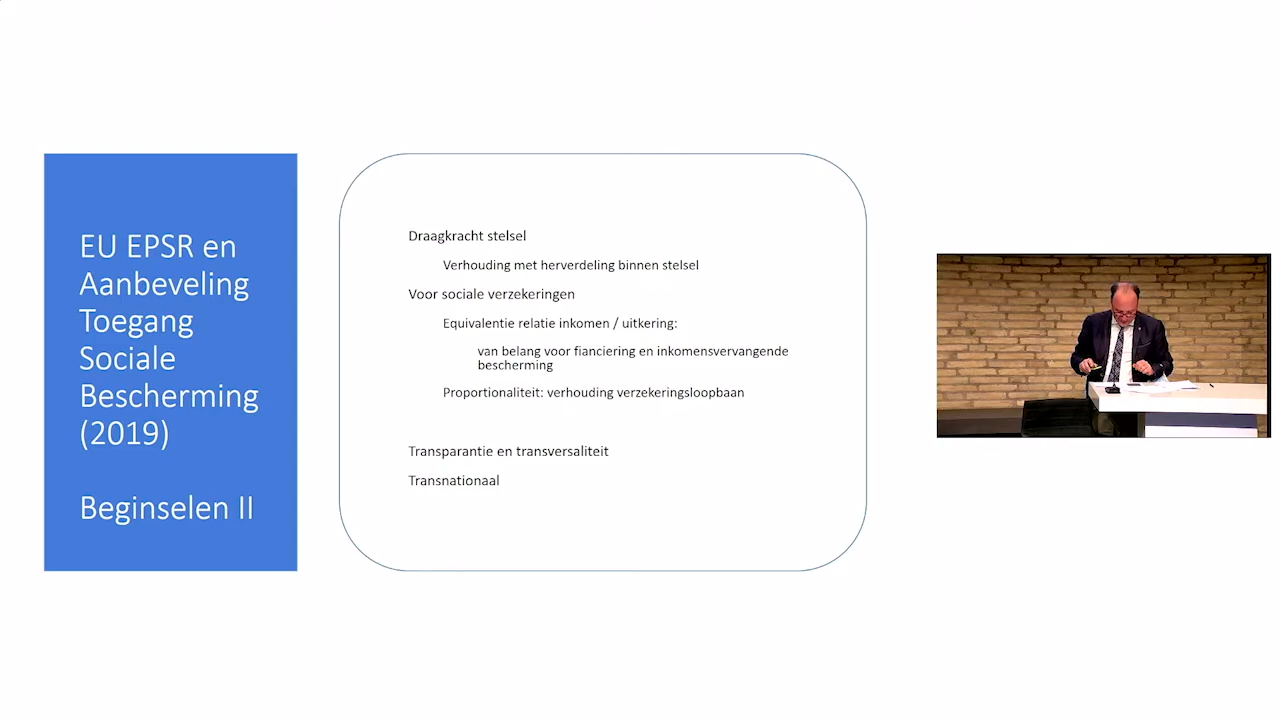 EU EPSR en
Aanbeveling
Toegang
Sociale
Bescherming
(2019)
Beginselen II
Draagkracht stelsel
Verhouding met herverdeling binnen stelsel
Voor sociale verzekeringen
Equivalentie relatie inkomen / uitkering:
van belang voor fianciering en inkomensvervangende
bescherming
Proportionaliteit: verhouding verzekeringsloopbaan
Transparantie en transversaliteit
Transnationaal